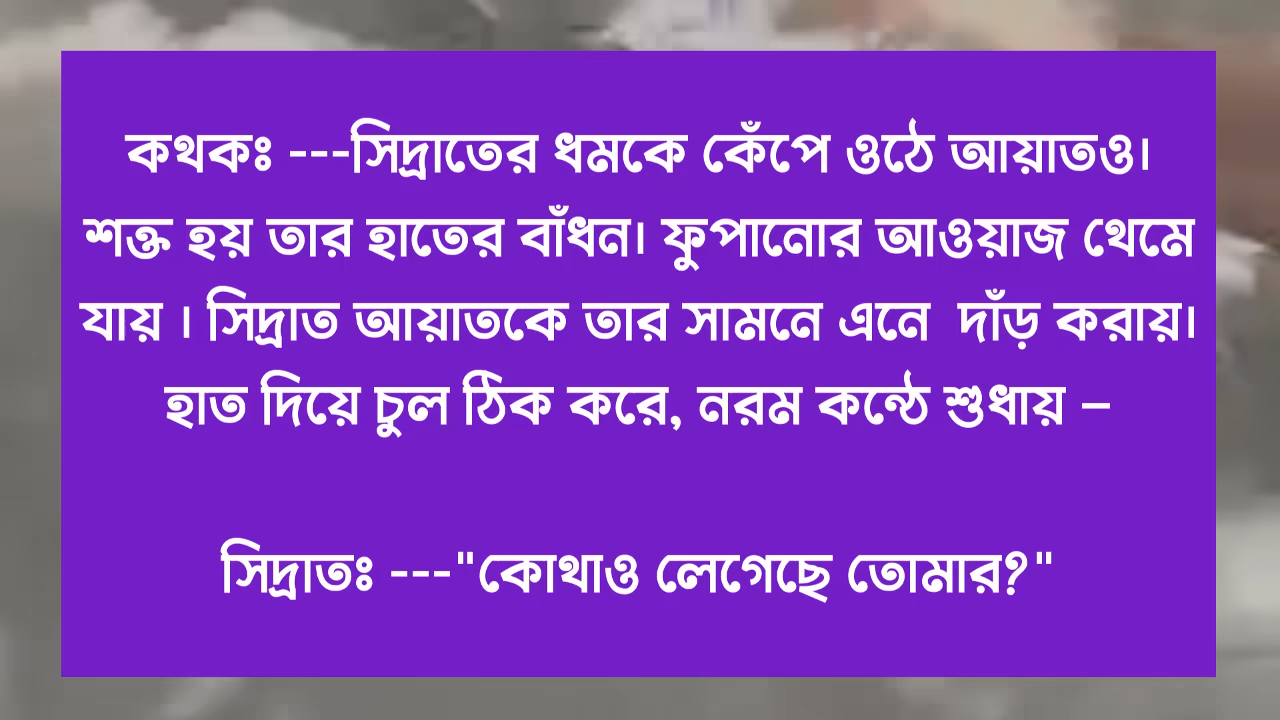 কথকঃ ---সিদ্রাতের ধমকে কেঁপে ওঠে আয়াতও।
শক্ত হয় তার হাতের বাঁধন। ফুপানোর আওয়াজ থেমে
যায় । সিদ্রাত আয়াতকে তার সামনে এনে দাঁড় করায়।
হাত দিয়ে চুল ঠিক করে, নরম কন্ঠে শুধায় –
সিদ্রাতঃ ---"কোথাও লেগেছে তোমার?"